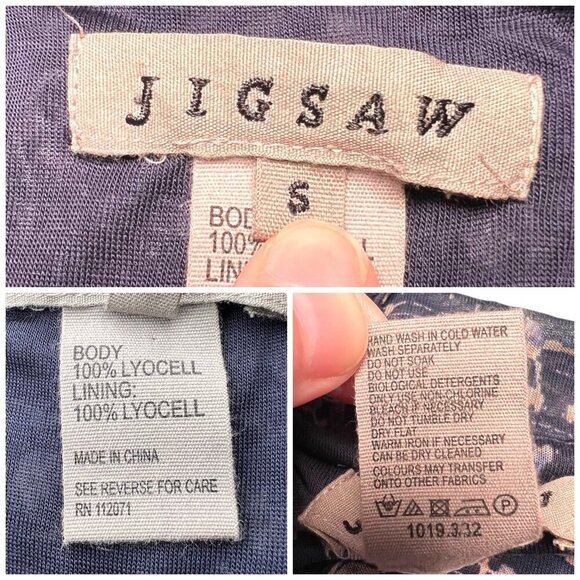 JIGSAW
S
BOD
100% CELL
LINI
BODY
100% LYOCELL
LINING:
100% LYOCELL
MADE IN CHINA
SEE REVERSE FOR CARE
RN 112071
HAND WASH IN COLD WATER
WASH SEPARATELY
DO NOT SOAK
DO NOT USE
BIOLOGICAL DETERGENTS
ONLY USE NON-CHLORINE
BLEACH IF NECESSARY
DO NOT TUMBLE DRY
DRY FLAT
WARM IRON IF NECESSARY
CAN BE DRY CLEANED
COLOURS MAY TRANSFER
ONTO OTHER FABRICS
P
1019.3.32